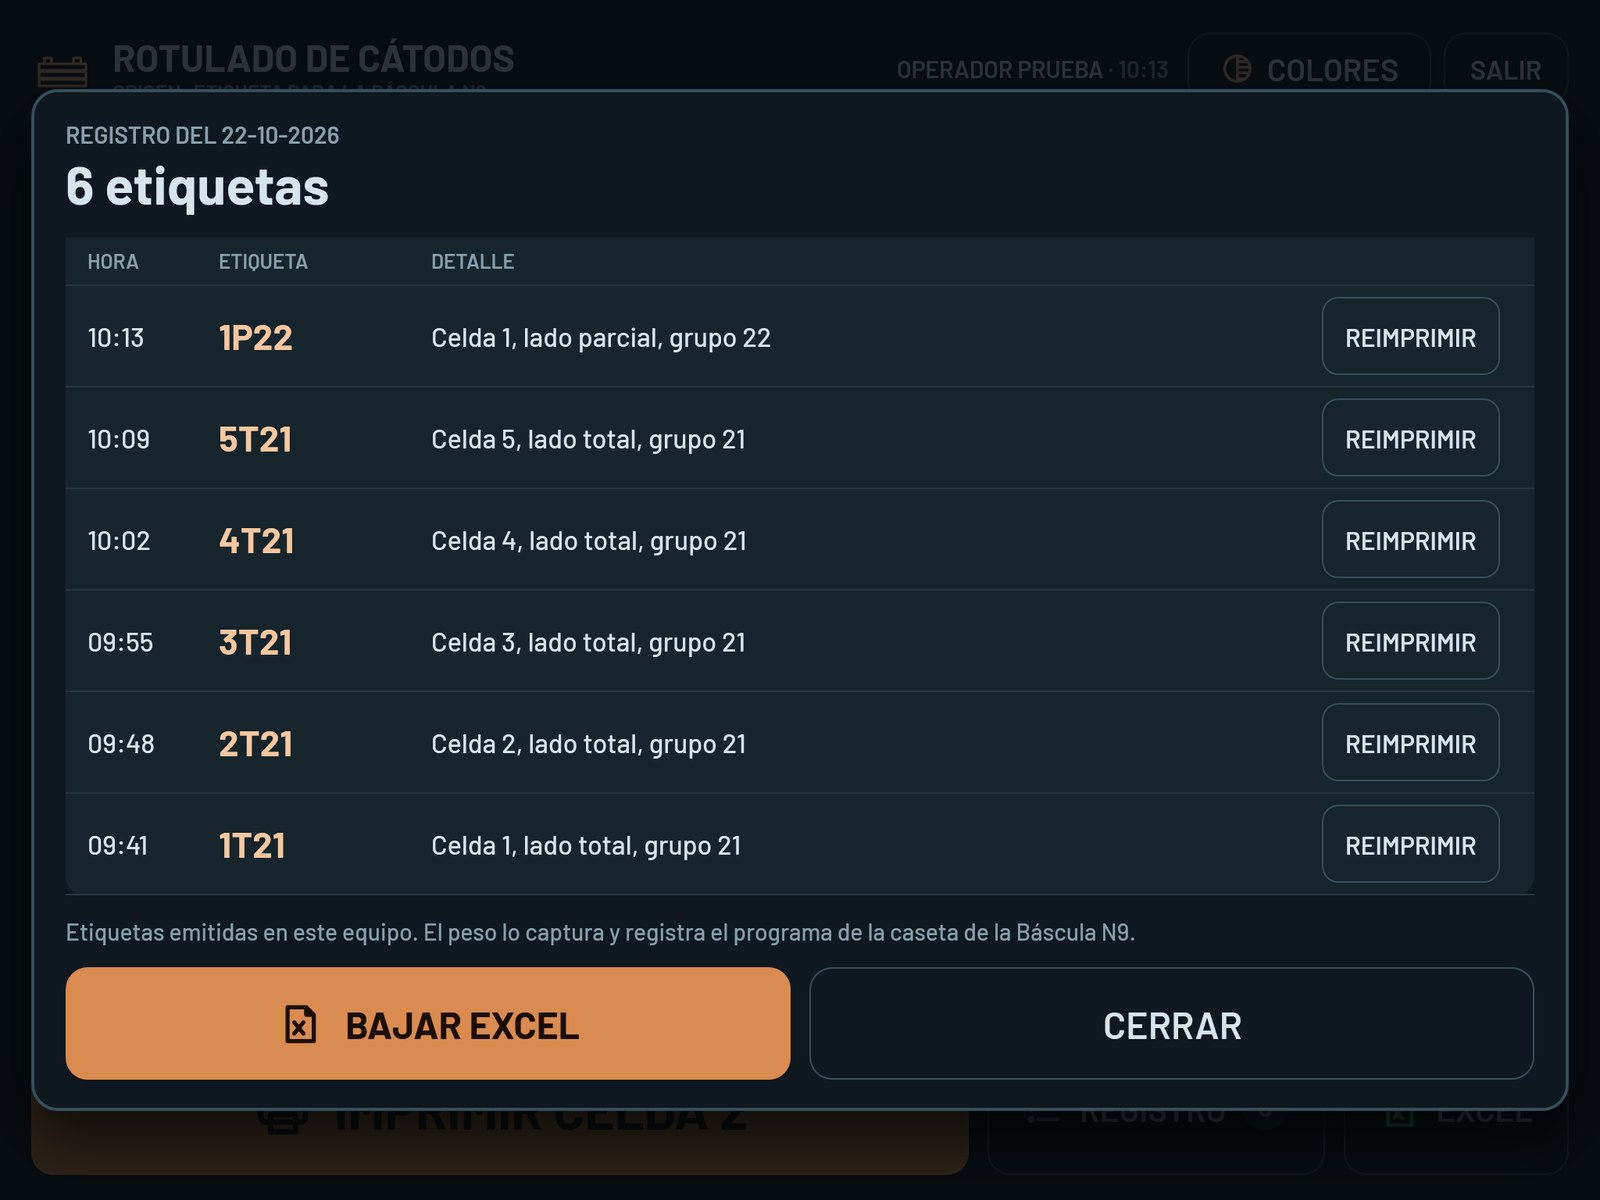 ROTULADO DE CÁTODOS
OPERADOR PRUEBA · 10:13
COLORES
SALIR
REGISTRO DEL 22-10-2026
6 etiquetas
HORA ETIQUETA DETALLE
10:13 1P22 Celda 1, lado parcial, grupo 22 REIMPRIMIR
10:09 5T21 Celda 5, lado total, grupo 21 REIMPRIMIR
10:02 4T21 Celda 4, lado total, grupo 21 REIMPRIMIR
09:55 3T21 Celda 3, lado total, grupo 21 REIMPRIMIR
09:48 2T21 Celda 2, lado total, grupo 21 REIMPRIMIR
09:41 1T21 Celda 1, lado total, grupo 21 REIMPRIMIR
Etiquetas emitidas en este equipo. El peso lo captura y registra el programa de la caseta de la Báscula N9.
BAJAR EXCEL
CERRAR
IMPRIMIR CELDA 2
REGISTRO
EXCEL